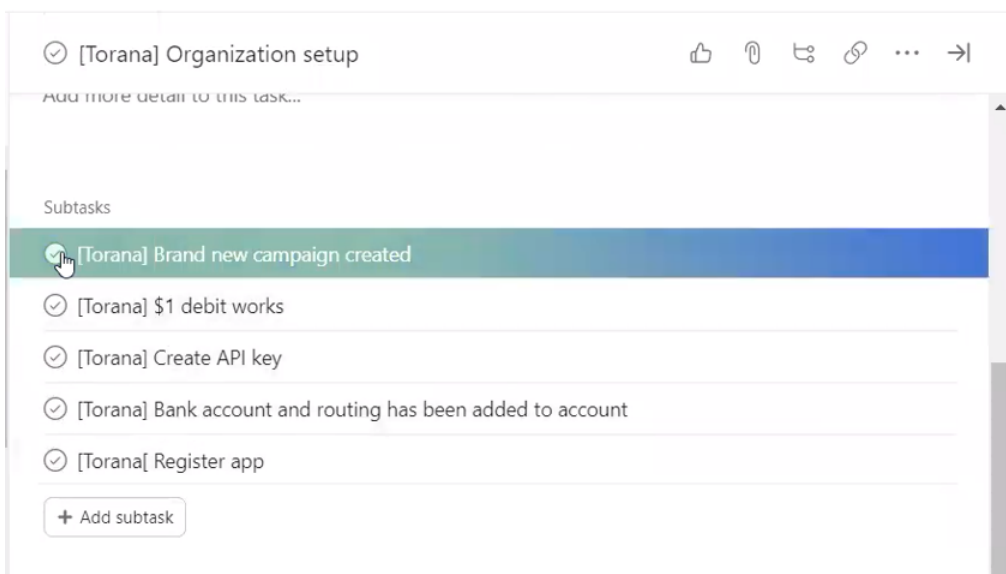 [Torana] Organization setup
Add more detail to this task...
Subtasks
[Torana] Brand new campaign created
[Torana] $1 debit works
[Torana] Create API key
[Torana] Bank account and routing has been added to account
[Torana[ Register app
+ Add subtask